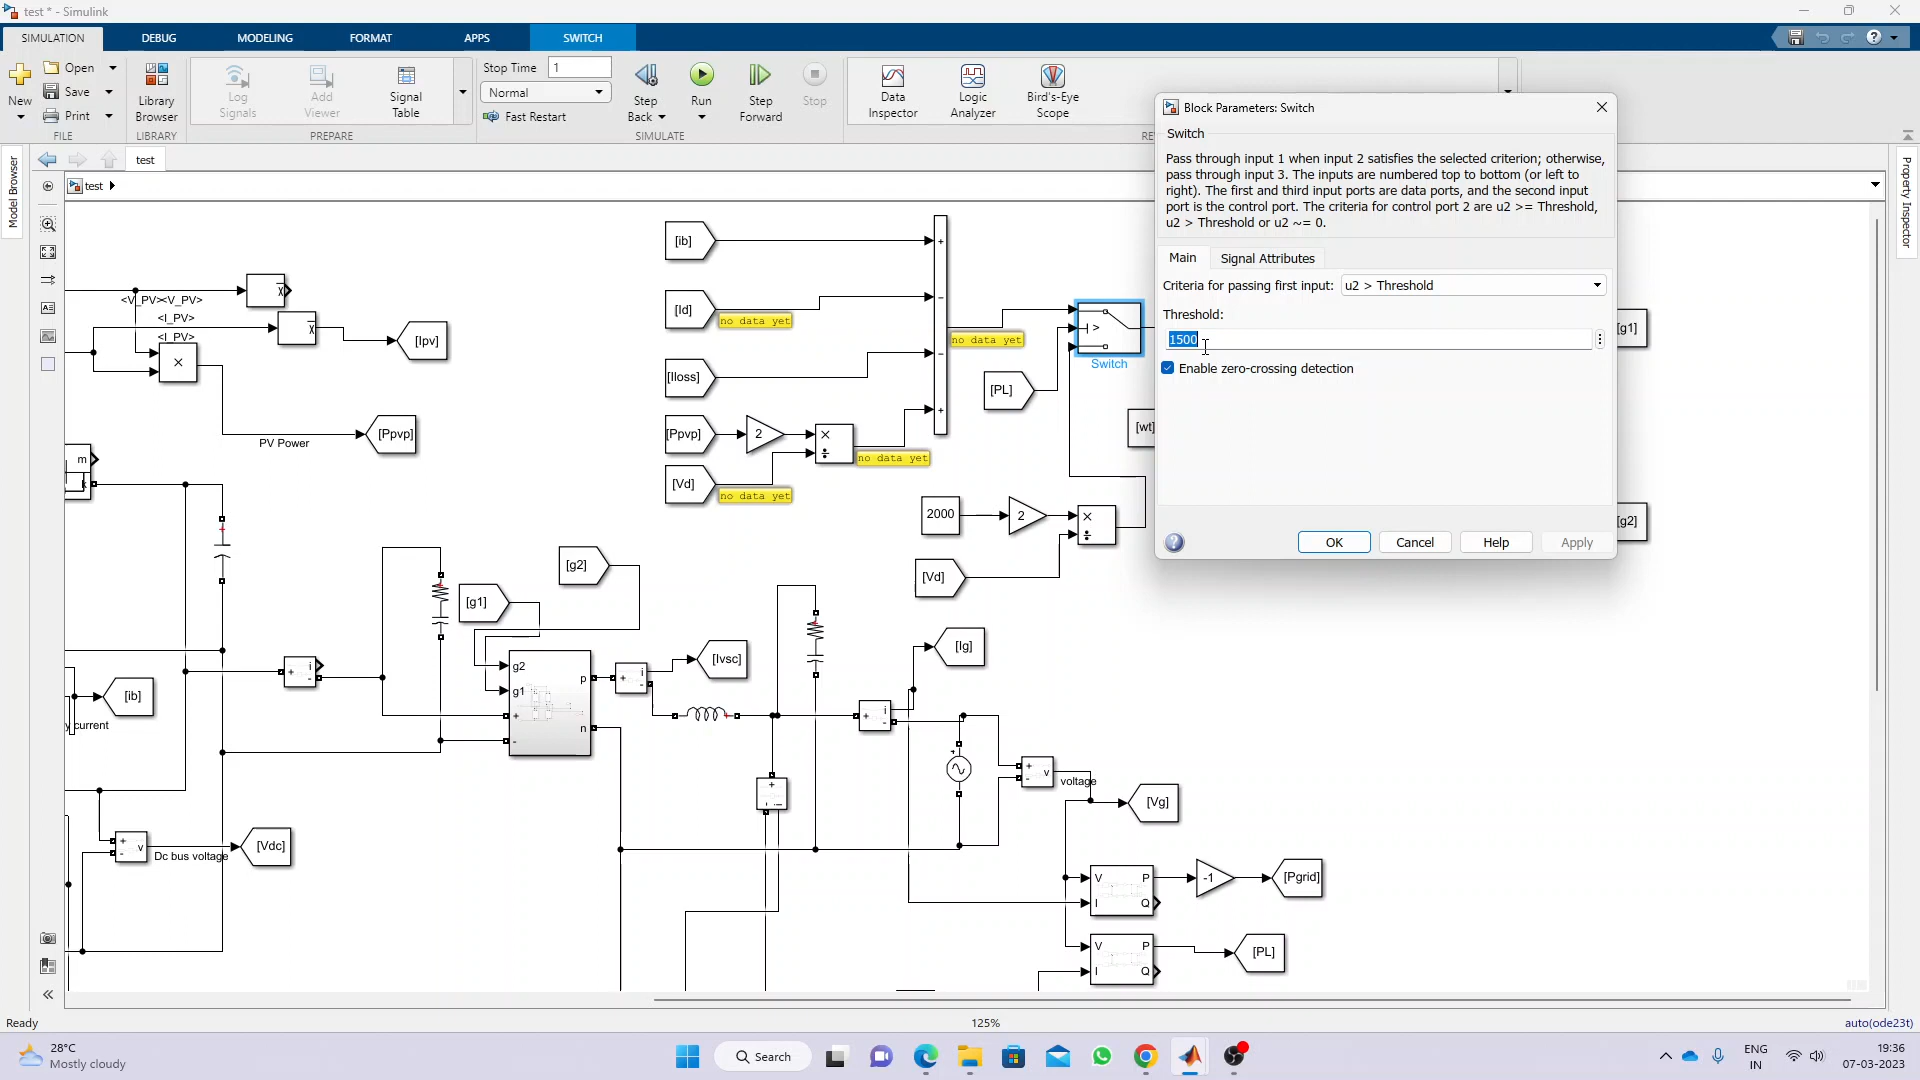 test * - Simulink
SIMULATION
DEBUG
MODELING
FORMAT
APPS
SWITCH
New
Open
Save
Print
FILE
Library
Browser
LIBRARY
Log
Signals
Add
Viewer
Signal
Table
PREPARE
Stop Time 1
Normal
Fast Restart
Step
Back
Run
Step
Forward
Stop
SIMULATE
Data
Inspector
Logic
Analyzer
Bird's-Eye
Scope
RE
test
test
Model Browser
Property Inspector
Block Parameters: Switch
Switch
Pass through input 1 when input 2 satisfies the selected criterion; otherwise,
pass through input 3. The inputs are numbered top to bottom (or left to
right). The first and third input ports are data ports, and the second input
port is the control port. The criteria for control port 2 are u2 >= Threshold,
u2 > Threshold or u2 ~= 0.
Main
Signal Attributes
Criteria for passing first input: u2 > Threshold
Threshold:
1500
Enable zero-crossing detection
OK
Cancel
Help
Apply
<V_PV><V_PV>
<I_PV>
<I_PV>
[Ipv]
×
PV Power
[Ppvp]
[ib]
[Id]
no data yet
[Iloss]
[Ppvp]
2
×
÷
no data yet
[Vd]
no data yet
+
−
−
+
no data yet
[PL]
>
Switch
[wt]
[g1]
[g2]
2000
2
×
÷
[Vd]
m
[g2]
[g1]
g2
g1
+
-
p
n
i
+
-
[Ivsc]
[Ig]
[ib]
y current
v
voltage
[Vg]
Dc bus voltage
[Vdc]
V
I
P
Q
-1
[Pgrid]
V
I
P
Q
[PL]
Ready
125%
auto(ode23t)
28°C
Mostly cloudy
Search
ENG
IN
19:36
07-03-2023